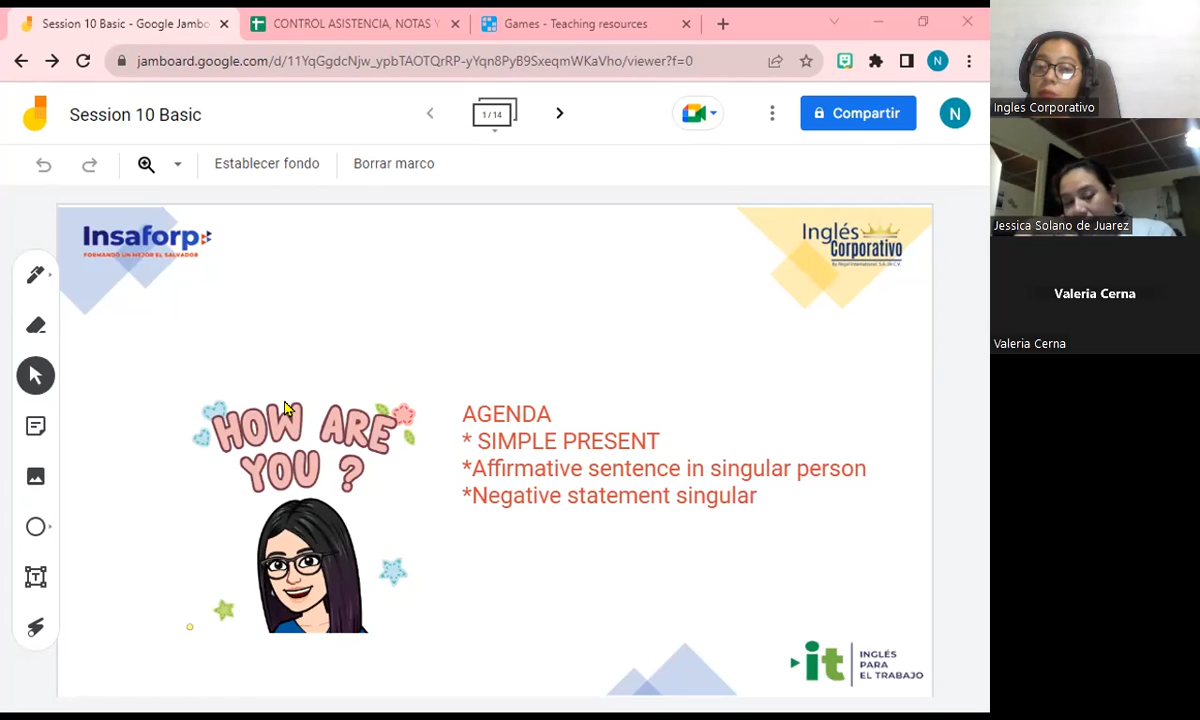 Session 10 Basic - Google Jambo
CONTROL ASISTENCIA, NOTAS Y
Games - Teaching resources
jamboard.google.com/d/11YqGgdcNjw_ypbTAOTQrRP-yYqn8PyB9SxeqmWKaVho/viewer?f=0
N
Session 10 Basic
1 / 14
Compartir
N
Establecer fondo
Borrar marco
Insaforp
FORMANDO UN MEJOR EL SALVADOR
Inglés
Corporativo
HOW ARE
YOU ?
AGENDA
* SIMPLE PRESENT
*Affirmative sentence in singular person
*Negative statement singular
it
INGLÉS
PARA
EL TRABAJO
Ingles Corporativo
Jessica Solano de Juarez
Valeria Cerna
Valeria Cerna